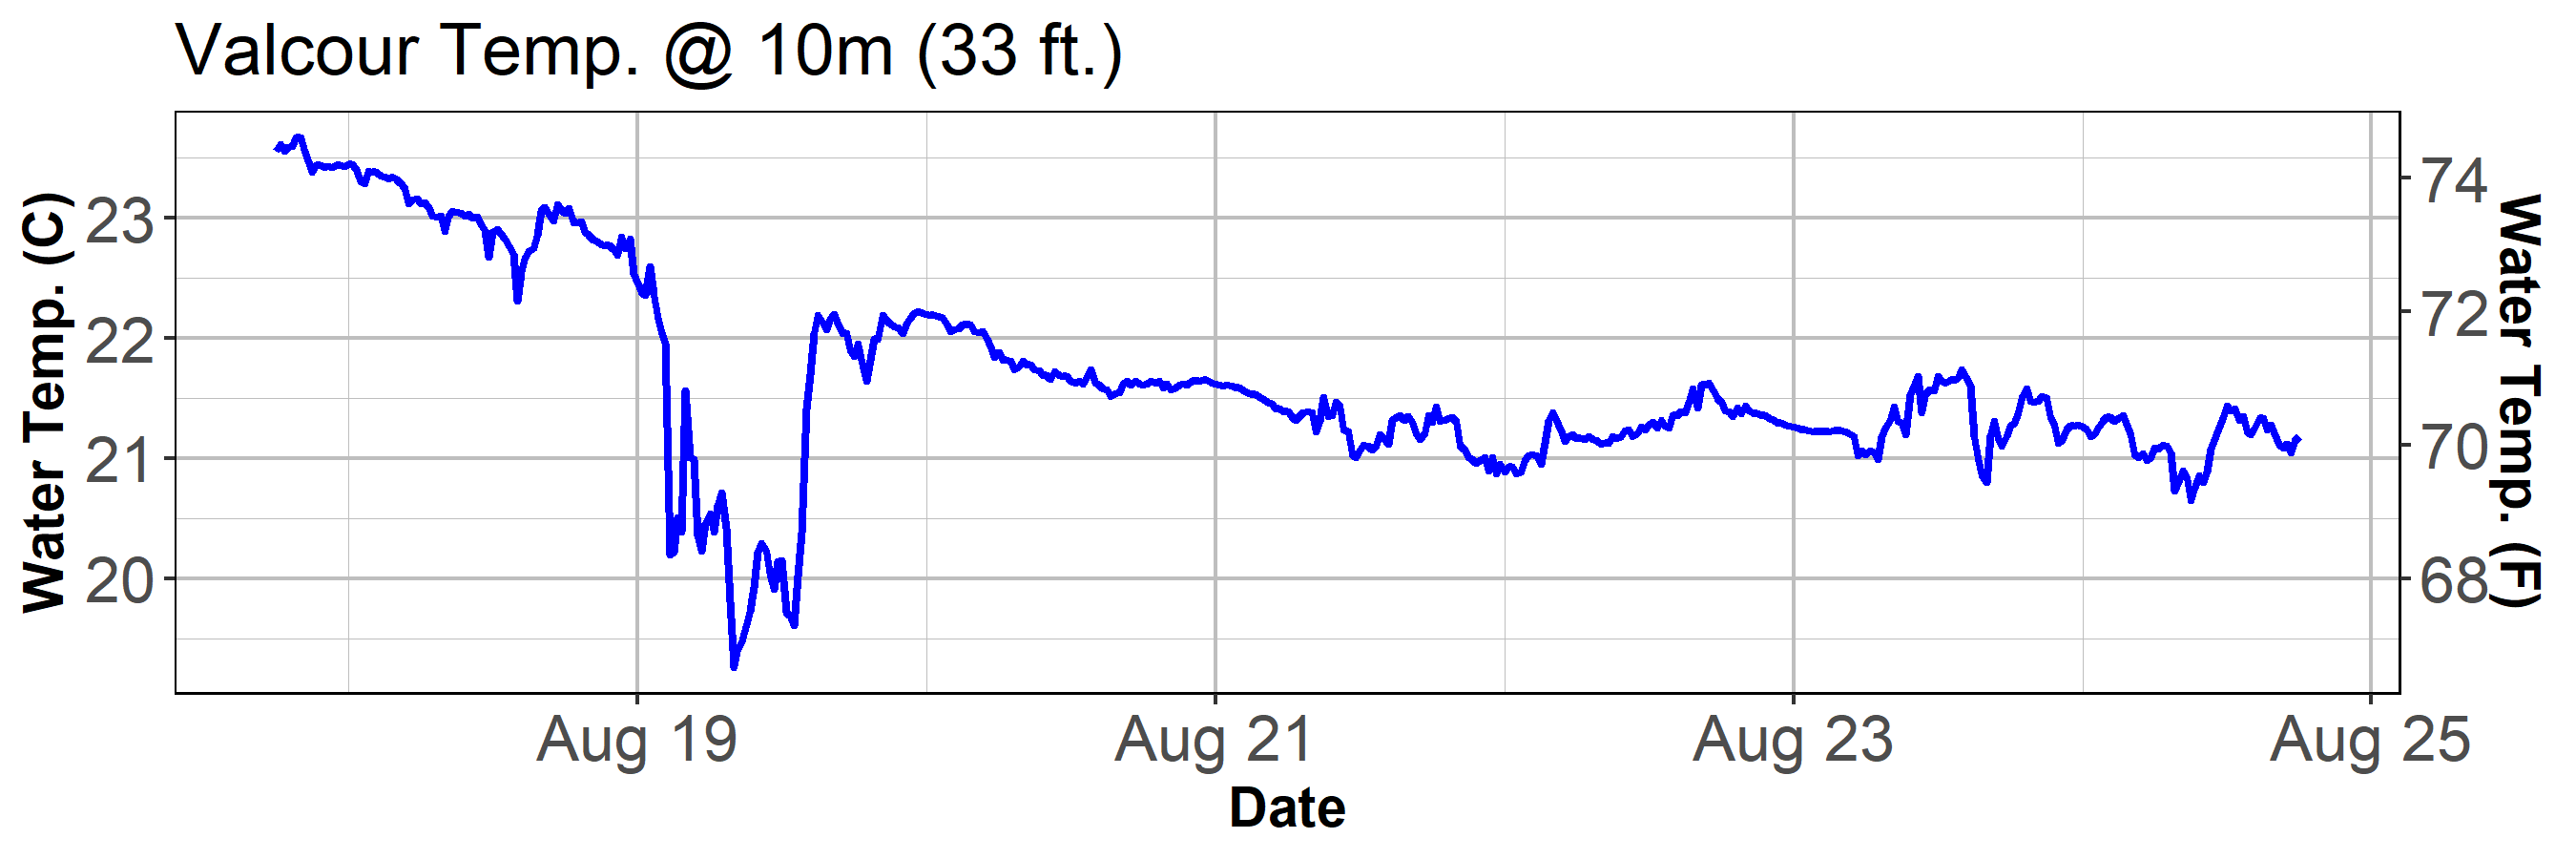 Valcour Temp. @ 10m (33 ft.)
Water Temp. (C)
23
22
21
20
74
72
70
68
Water Temp. (F)
Aug 19
Aug 21
Aug 23
Aug 25
Date